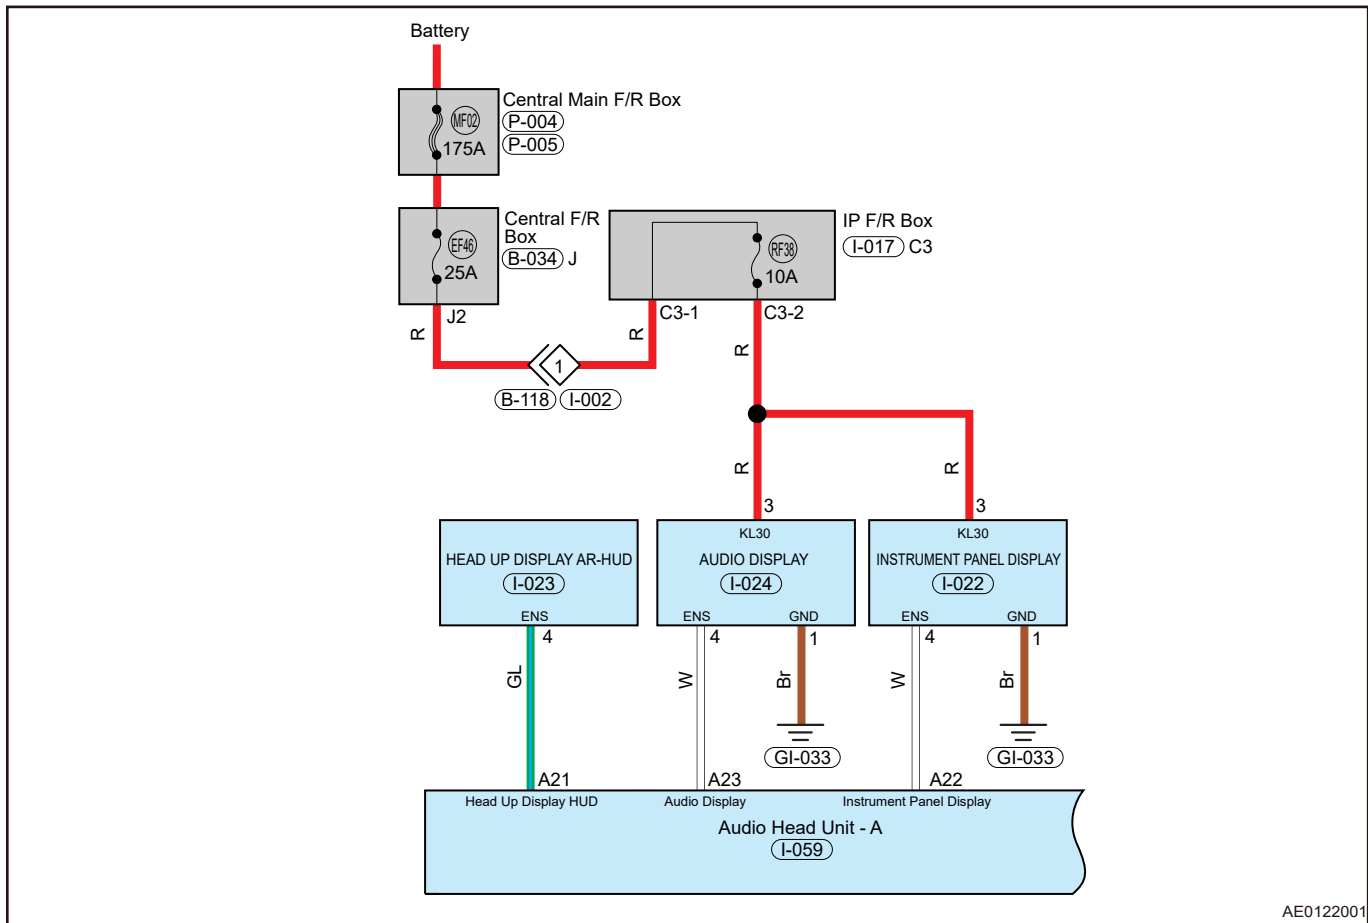 Battery
Central Main F/R Box
MF02
P-004
175A
P-005
Central F/R
Box
EF46
B-034 J
25A
J2
IP F/R Box
RF38
I-017 C3
10A
C3-1
C3-2
R
R
R
1
B-118 I-002
R
R
3
3
KL30
KL30
HEAD UP DISPLAY AR-HUD
I-023
ENS
4
AUDIO DISPLAY
I-024
ENS
GND
4
1
INSTRUMENT PANEL DISPLAY
I-022
ENS
GND
4
1
GL
W
Br
W
Br
GI-033
GI-033
A21
A23
A22
Head Up Display HUD
Audio Display
Instrument Panel Display
Audio Head Unit - A
I-059
AE0122001